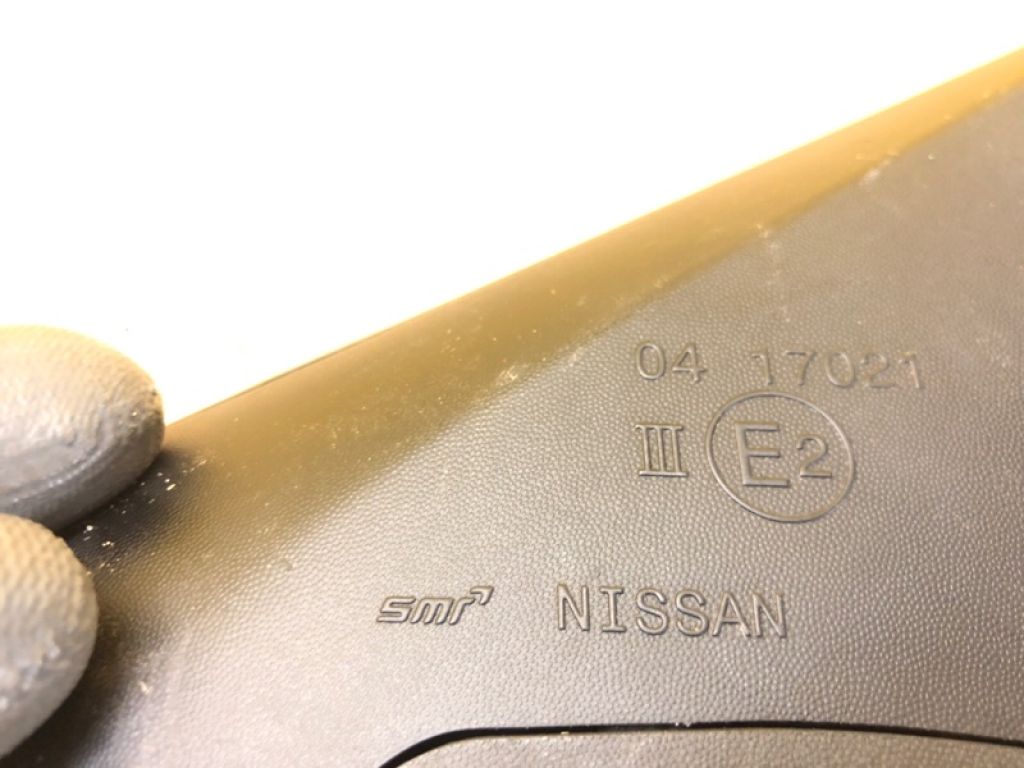 04 17021
III E2
smr NISSAN